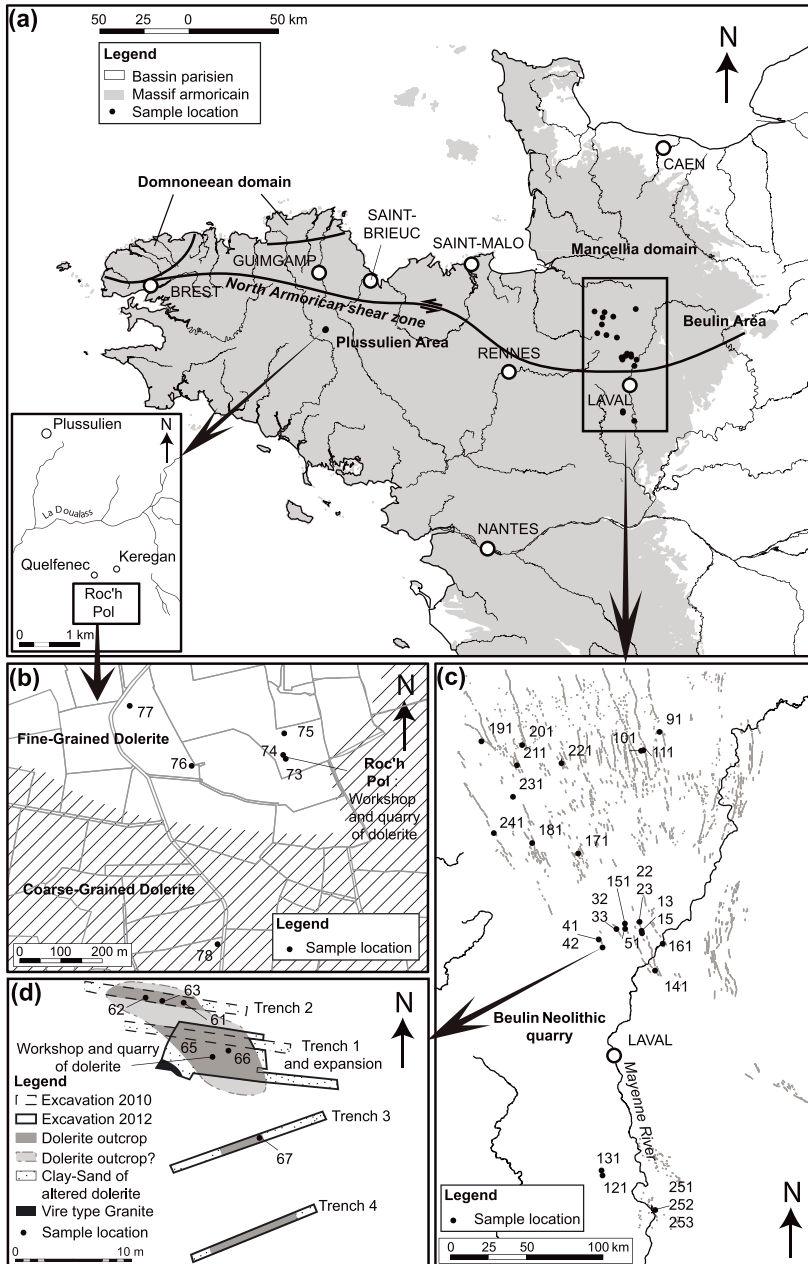 (a)
50 25 0 50 km
Legend
Bassin parisien
Massif armoricain
Sample location
N
CAEN
Domnoneean domain
SAINT-
BRIEUC
SAINT-MALO
Mancellia domain
GUIMGAMP
BREST
North Armorican shear zone
Beulin Area
Plussulien Area
RENNES
LAVAL
NANTES
Plussulien
N
La Doualass
Quelfenec
Keregan
Roc'h
Pol
0 1 km
(b)
N
77
Fine-Grained Dolerite
75
74
76
73
Roc'h
Pol :
Workshop
and quarry
of dolerite
Coarse-Grained Dolerite
Legend
Sample location
0 100 200 m
78
(c)
91
191
201
101
211
221
111
231
241
181
171
22
151
23
32
13
33
15
41
51
161
42
141
Beulin Neolithic
quarry
LAVAL
Mayenne River
131
121
251
252
253
Legend
Sample location
N
0 25 50 100 km
(d)
63
62
61
Trench 2
N
Workshop and quarry
of dolerite
65
66
Trench 1
and expansion
Legend
Excavation 2010
Excavation 2012
Dolerite outcrop
Dolerite outcrop?
Clay-Sand of
altered dolerite
Vire type Granite
Sample location
Trench 3
67
Trench 4
0 10 m